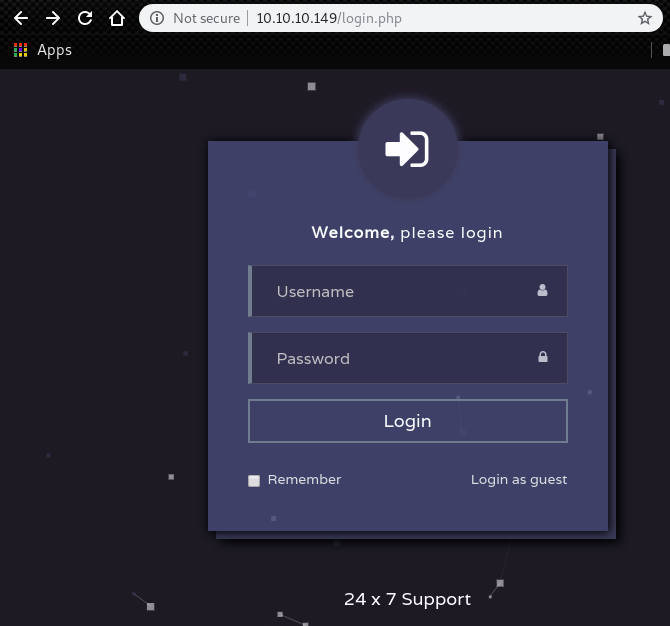 Not secure | 10.10.10.149/login.php
Apps
Welcome, please login
Username
Password
Login
Remember Login as guest
24 x 7 Support